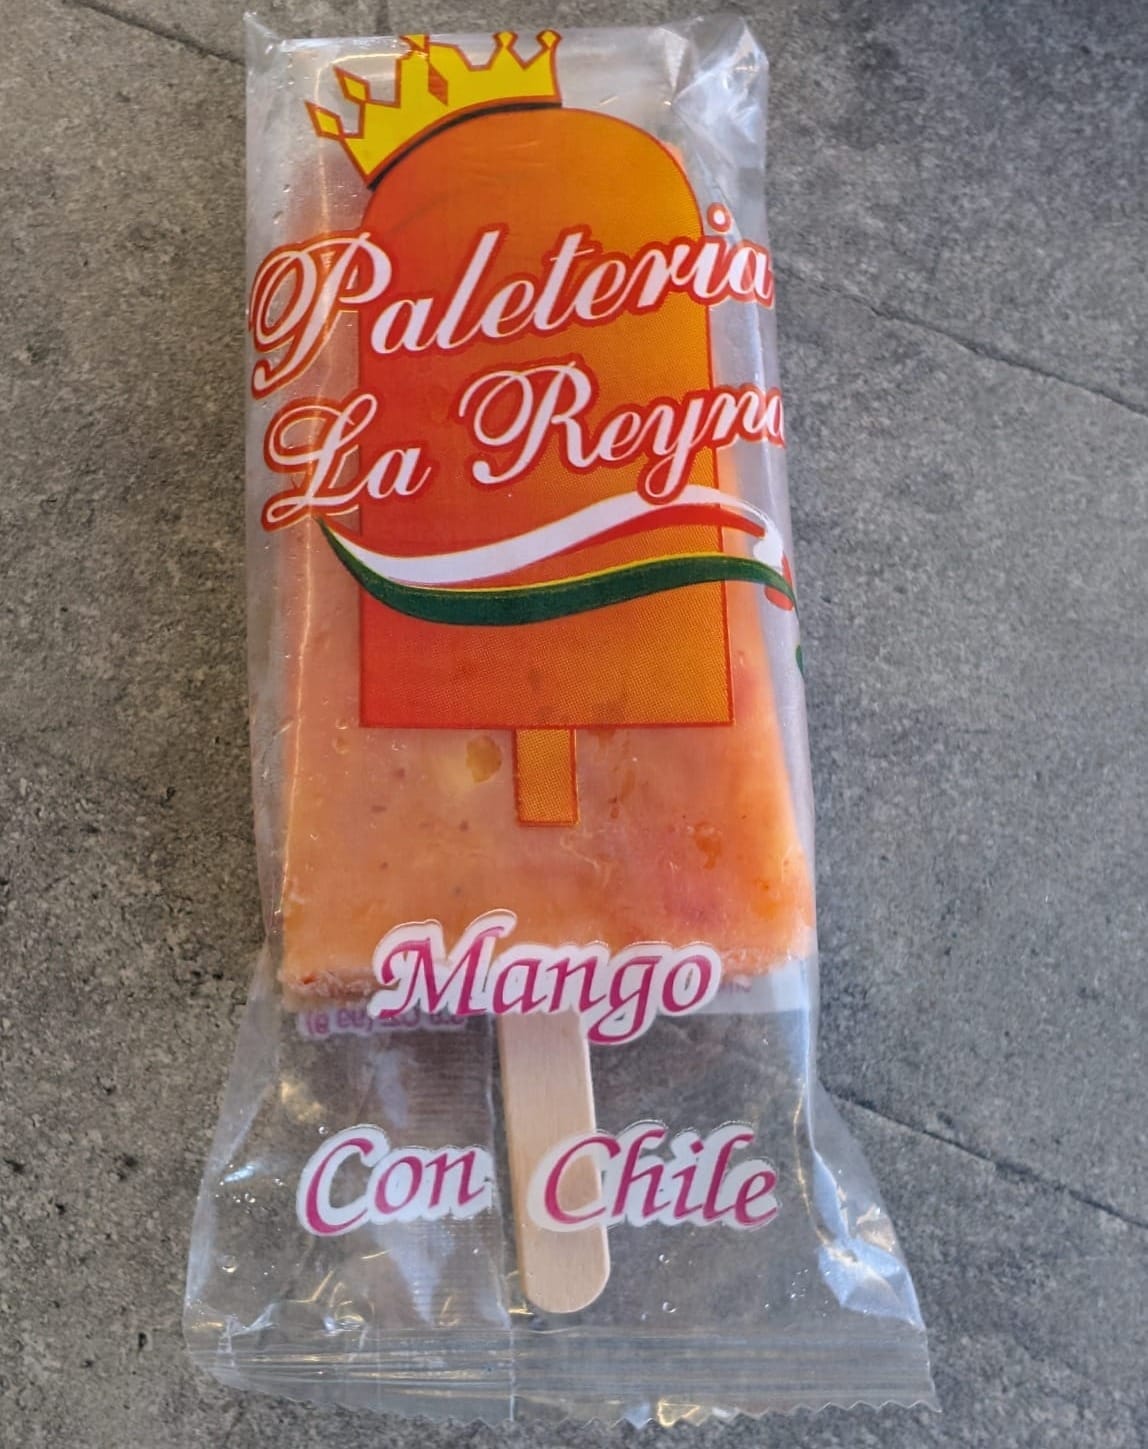 Paleteria
La Reyna
Mango
Con Chile